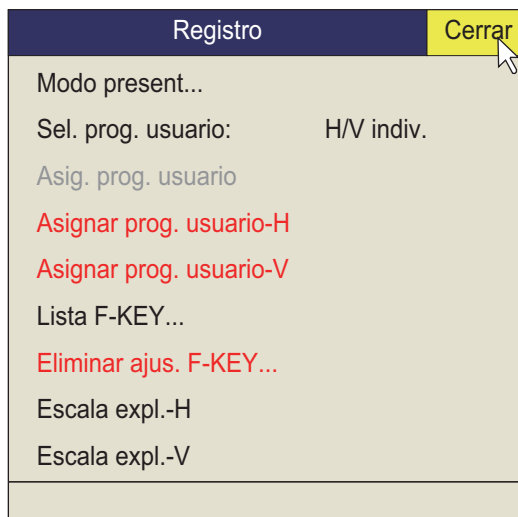 Registro Cerrar
Modo present...
Sel. prog. usuario: H/V indiv.
Asig. prog. usuario
Asignar prog. usuario-H
Asignar prog. usuario-V
Lista F-KEY...
Eliminar ajus. F-KEY...
Escala expl.-H
Escala expl.-V